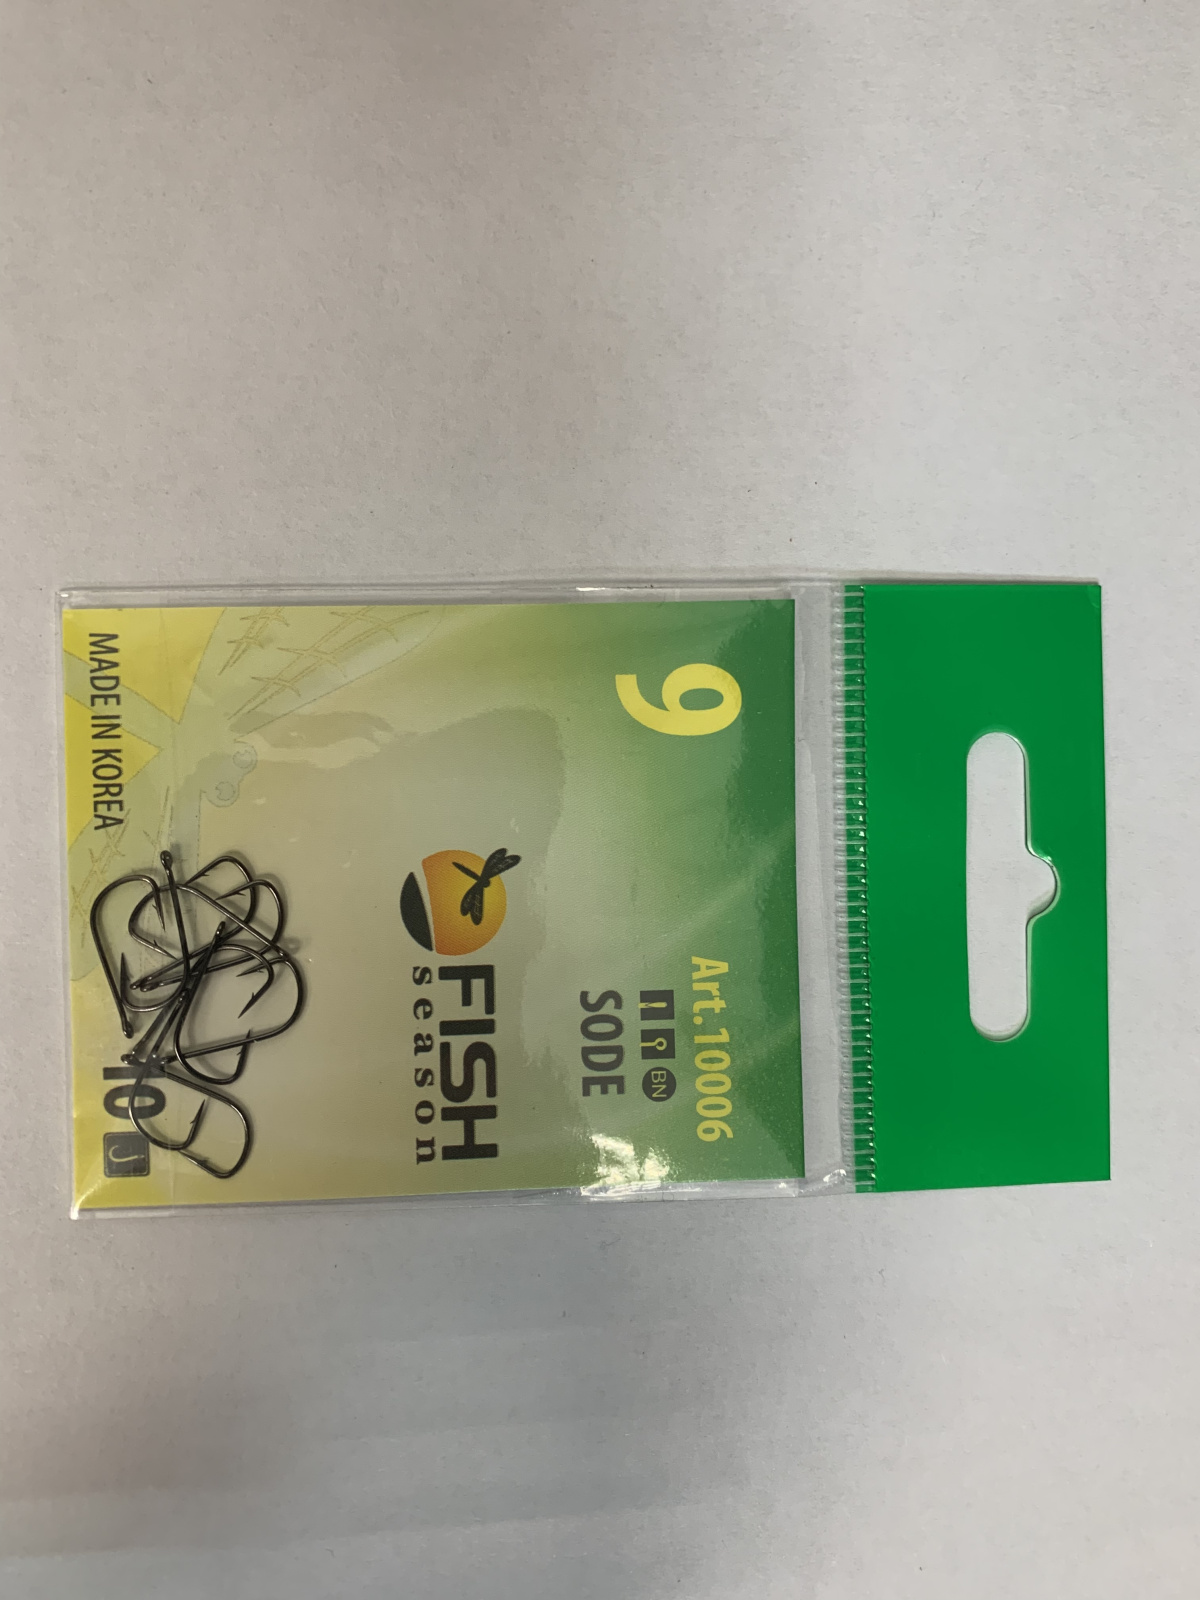 9
Art.10006
BN
SODE
FISH
season
MADE IN KOREA
10